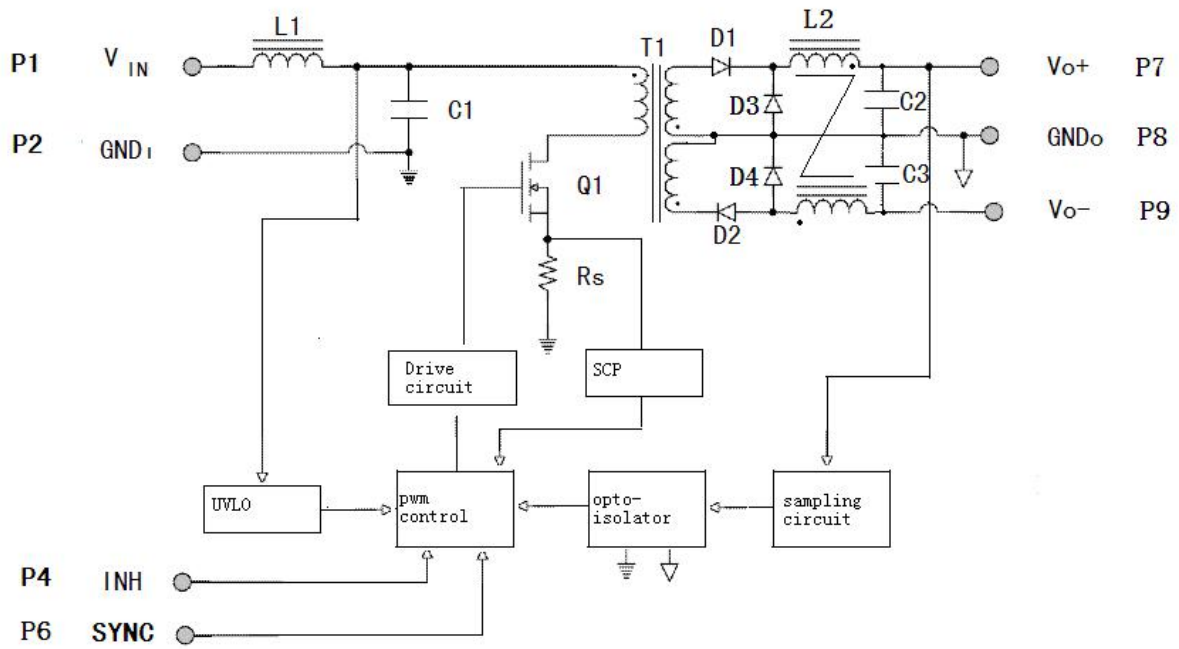 L1
L2
T1
D1
P1 V IN
Vo+ P7
C1
D3
C2
P2 GNDI
GNDo P8
Q1
D4
C3
Vo- P9
D2
Rs
Drive
circuit
SCP
UVLO
pwm
control
opto-
isolator
sampling
circuit
P4 INH
P6 SYNC